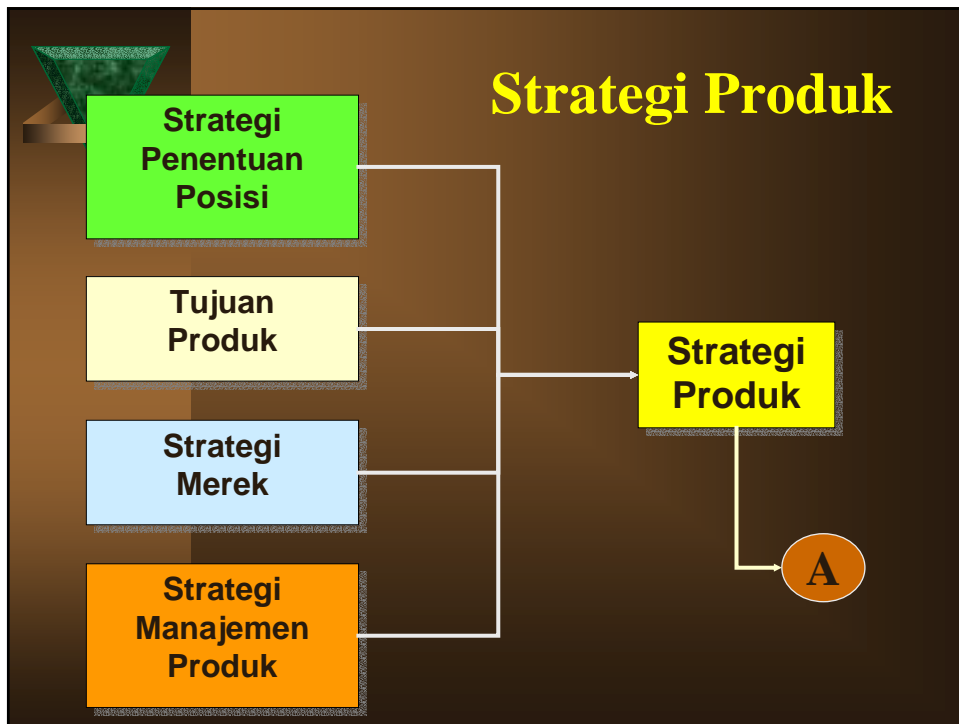 Strategi Produk
Strategi
Penentuan
Posisi
Tujuan
Produk
Strategi
Merek
Strategi
Manajemen
Produk
Strategi
Produk
A